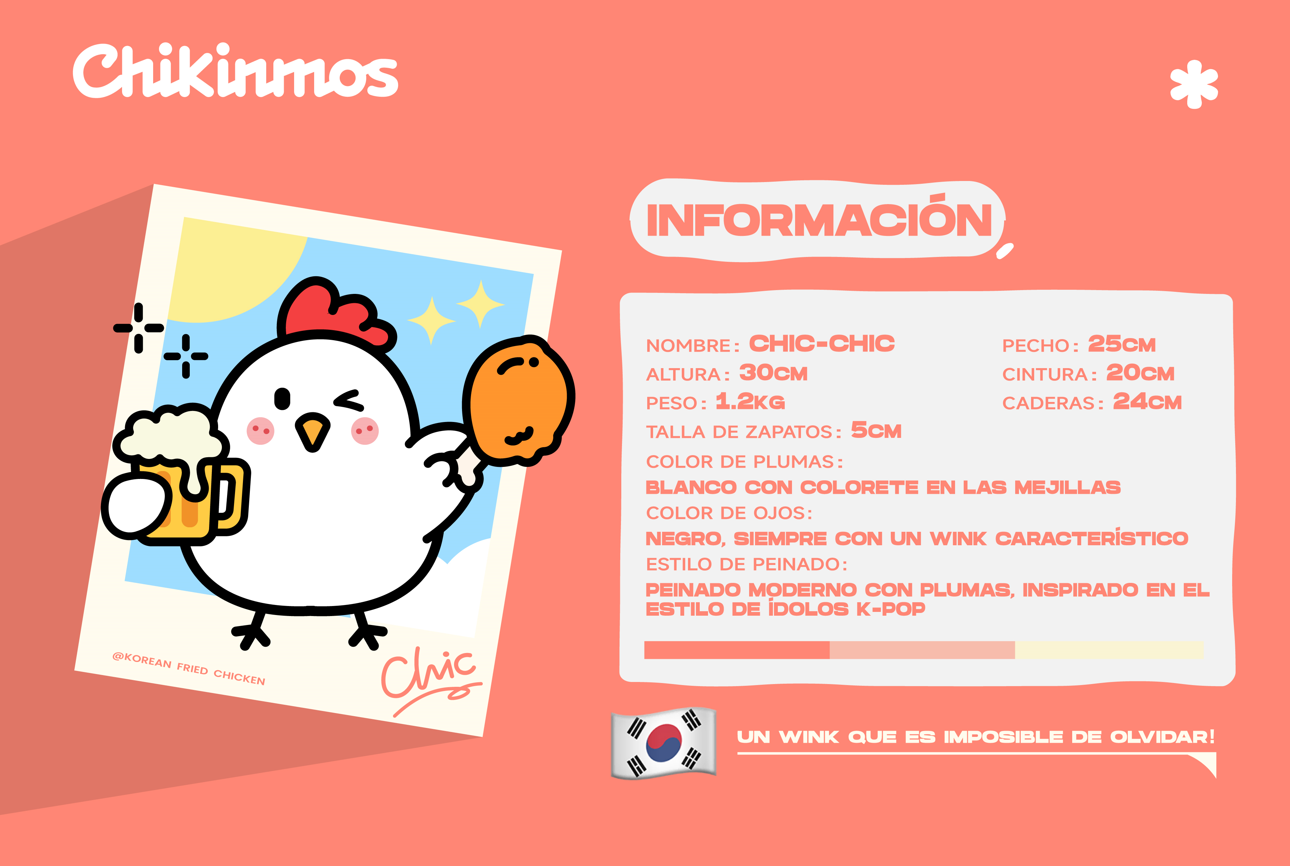 Chikinmos
INFORMACIÓN
NOMBRE: CHIC-CHIC
ALTURA: 30CM
PESO: 1.2KG
TALLA DE ZAPATOS: 5CM
PECHO: 25CM
CINTURA: 20CM
CADERAS: 24CM
COLOR DE PLUMAS:
BLANCO CON COLORETE EN LAS MEJILLAS
COLOR DE OJOS:
NEGRO, SIEMPRE CON UN WINK CARACTERÍSTICO
ESTILO DE PEINADO:
PEINADO MODERNO CON PLUMAS, INSPIRADO EN EL
ESTILO DE ÍDOLOS K-POP
@KOREAN FRIED CHICKEN
Chic
UN WINK QUE ES IMPOSIBLE DE OLVIDAR!